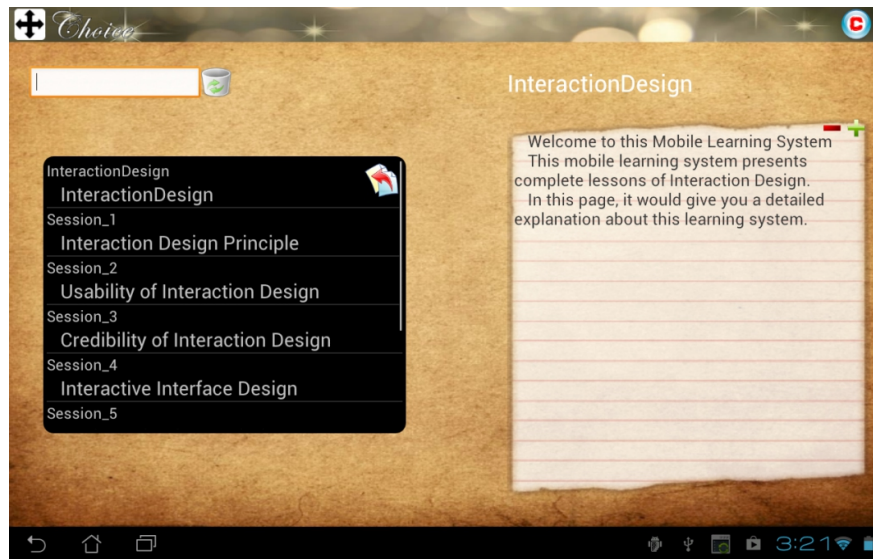 Choice
C
InteractionDesign
InteractionDesign
Session_1
Interaction Design Principle
Session_2
Usability of Interaction Design
Session_3
Credibility of Interaction Design
Session_4
Interactive Interface Design
Session_5
InteractionDesign
Welcome to this Mobile Learning System
This mobile learning system presents
complete lessons of Interaction Design.
In this page, it would give you a detailed
explanation about this learning system.
3:21